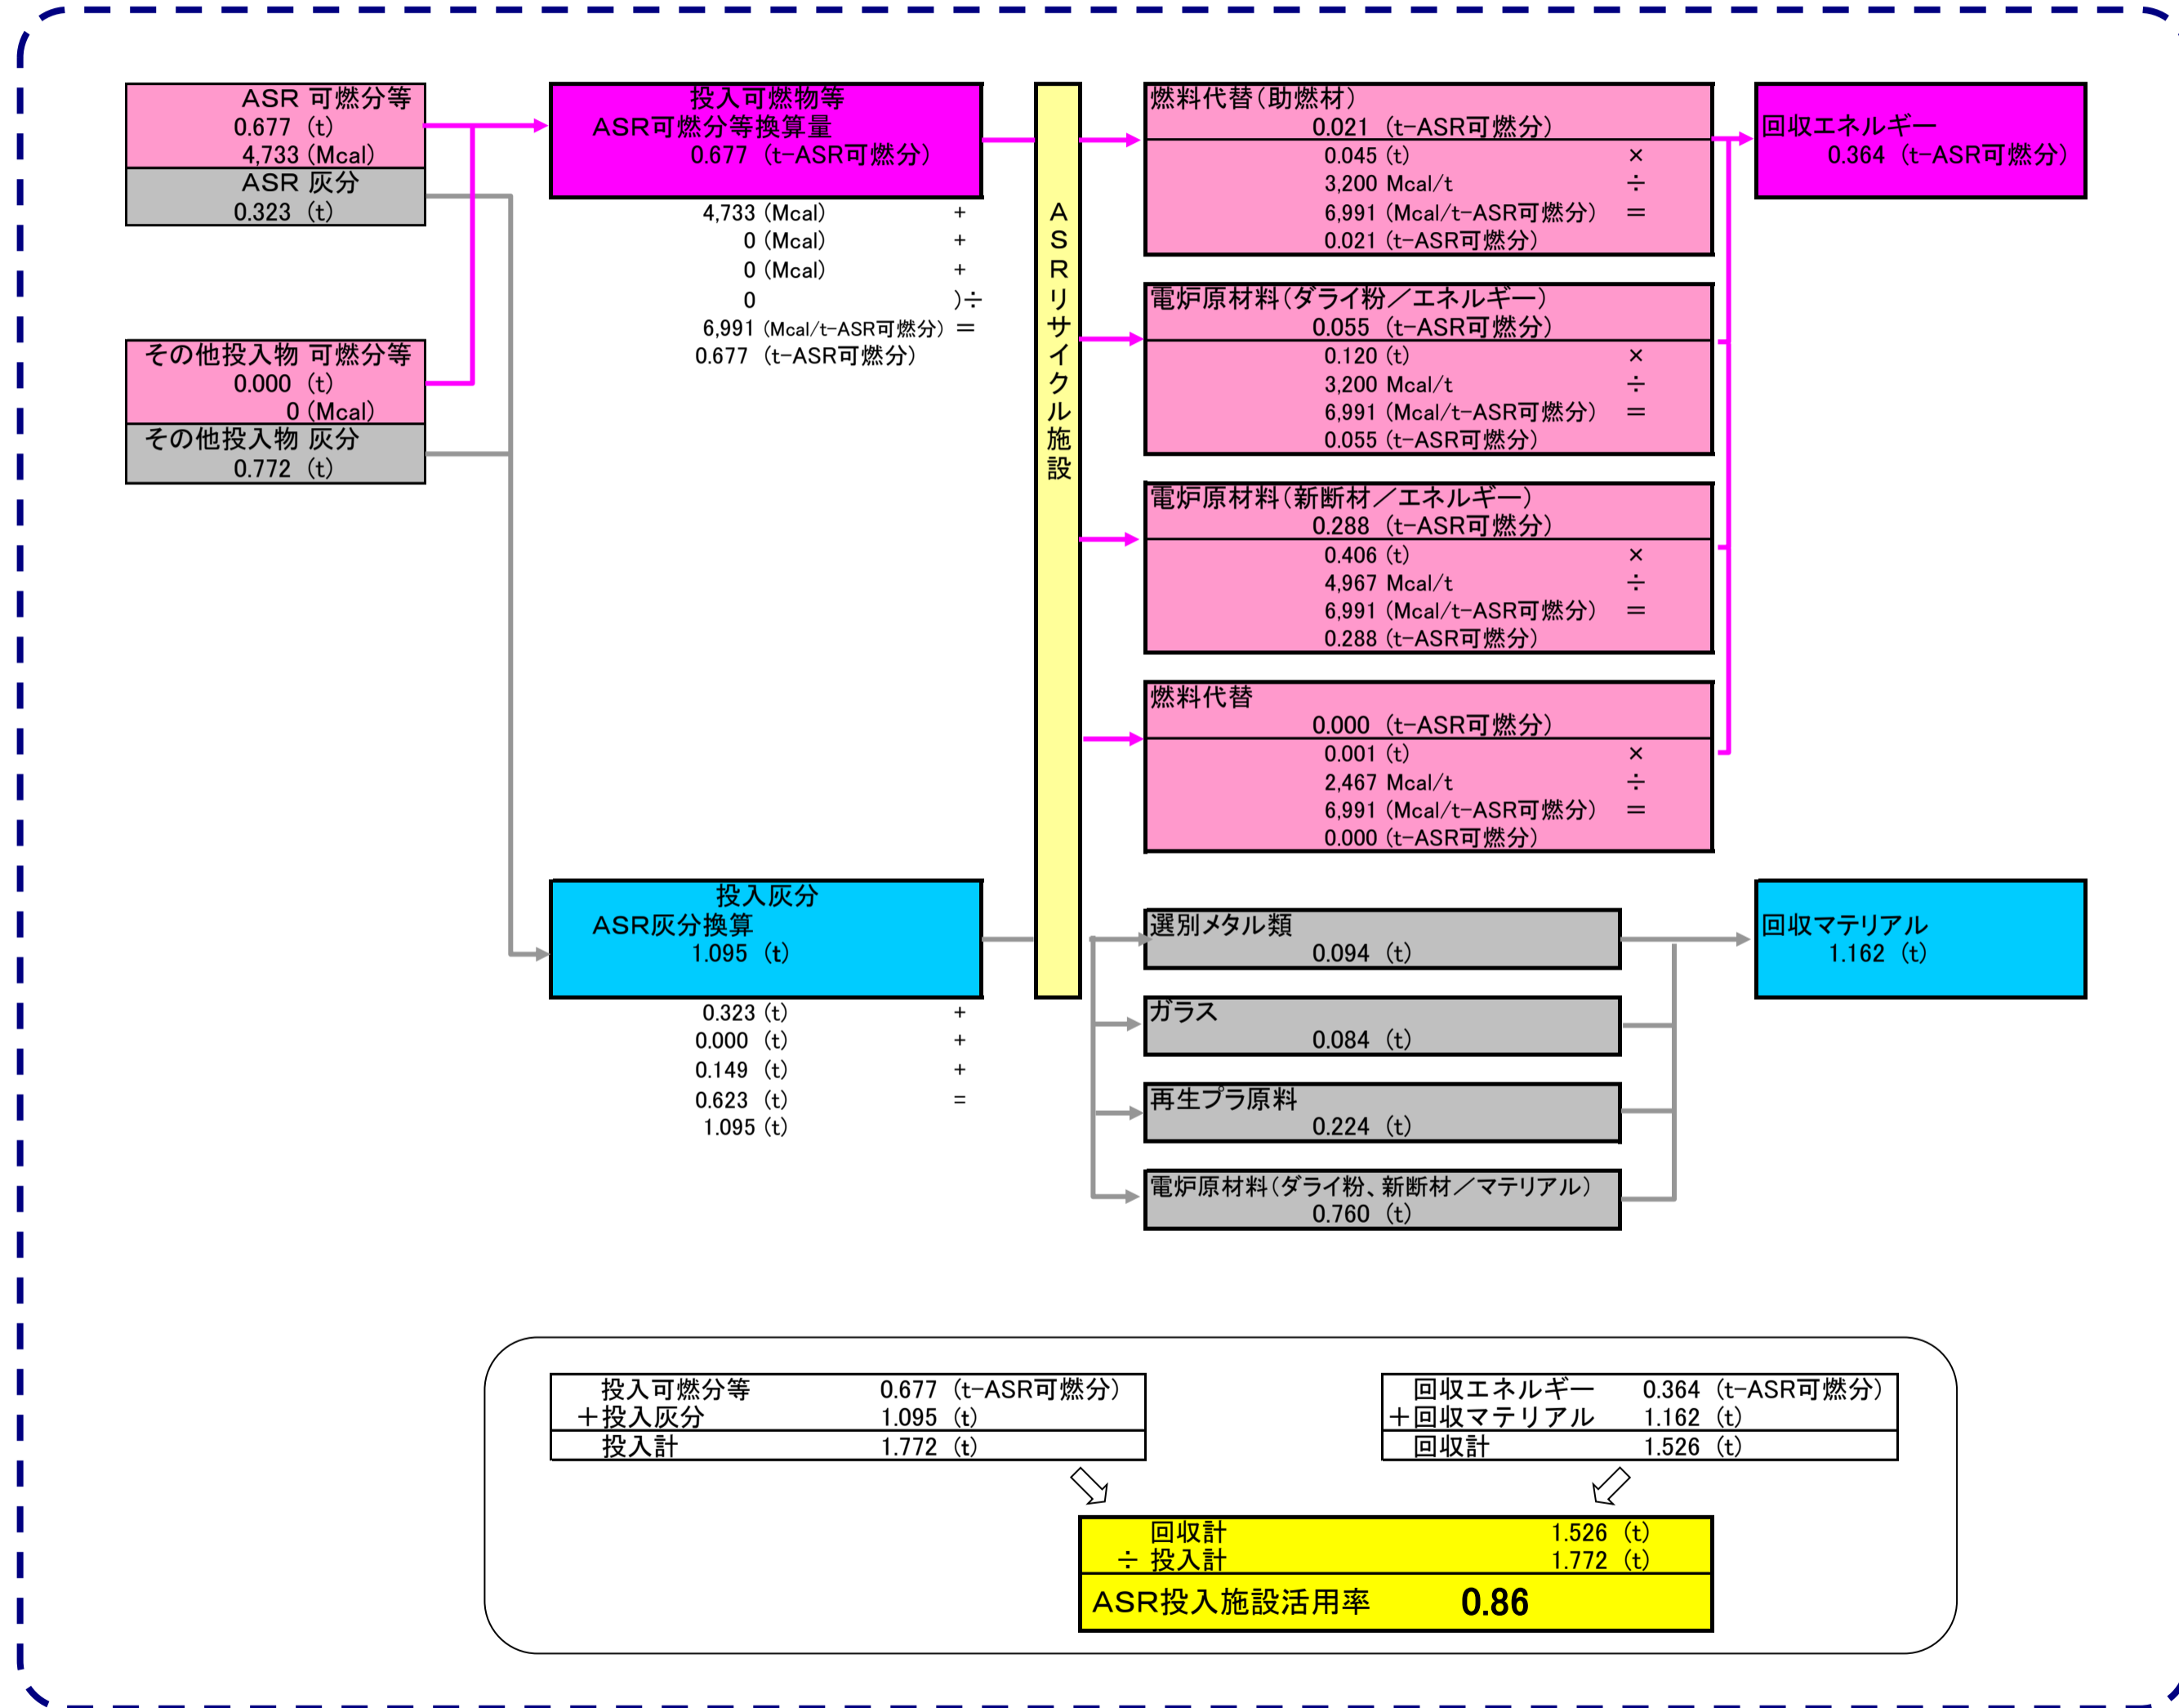 ASR 可燃分等
0.677 (t)
4,733 (Mcal)
ASR 灰分
0.323 (t)
その他投入物 可燃分等
0.000 (t)
0 (Mcal)
その他投入物 灰分
0.772 (t)
投入可燃物等
ASR可燃分等換算量
0.677 (t-ASR可燃分)
4,733 (Mcal) +
0 (Mcal) +
0 (Mcal) +
0 )÷
6,991 (Mcal/t-ASR可燃分) =
0.677 (t-ASR可燃分)
投入灰分
ASR灰分換算
1.095 (t)
0.323 (t) +
0.000 (t) +
0.149 (t) +
0.623 (t) =
1.095 (t)
ASRリサイクル施設
燃料代替(助燃材)
0.021 (t-ASR可燃分)
0.045 (t) ×
3,200 Mcal/t ÷
6,991 (Mcal/t-ASR可燃分) =
0.021 (t-ASR可燃分)
電炉原材料(ダライ粉/エネルギー)
0.055 (t-ASR可燃分)
0.120 (t) ×
3,200 Mcal/t ÷
6,991 (Mcal/t-ASR可燃分) =
0.055 (t-ASR可燃分)
電炉原材料(新断材/エネルギー)
0.288 (t-ASR可燃分)
0.406 (t) ×
4,967 Mcal/t ÷
6,991 (Mcal/t-ASR可燃分) =
0.288 (t-ASR可燃分)
燃料代替
0.000 (t-ASR可燃分)
0.001 (t) ×
2,467 Mcal/t ÷
6,991 (Mcal/t-ASR可燃分) =
0.000 (t-ASR可燃分)
選別メタル類
0.094 (t)
ガラス
0.084 (t)
再生プラ原料
0.224 (t)
電炉原材料(ダライ粉、新断材/マテリアル)
0.760 (t)
回収エネルギー
0.364 (t-ASR可燃分)
回収マテリアル
1.162 (t)
投入可燃分等 0.677 (t-ASR可燃分)
+投入灰分 1.095 (t)
投入計 1.772 (t)
回収エネルギー 0.364 (t-ASR可燃分)
+回収マテリアル 1.162 (t)
回収計 1.526 (t)
回収計 1.526 (t)
÷ 投入計 1.772 (t)
ASR投入施設活用率 0.86